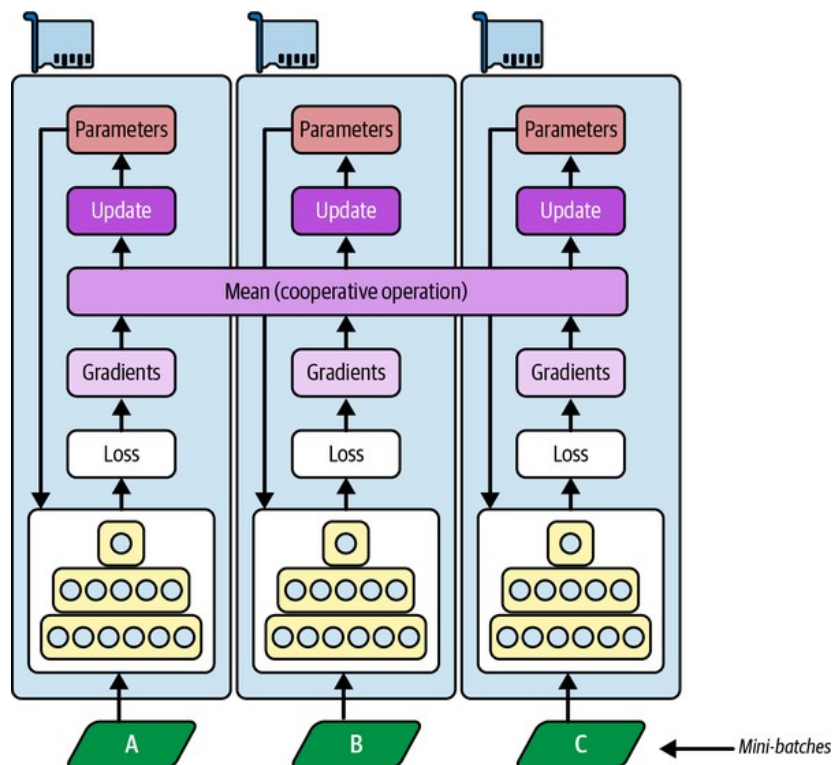 Parameters
Parameters
Parameters
Update
Update
Update
Mean (cooperative operation)
Gradients
Gradients
Gradients
Loss
Loss
Loss
A
B
C
Mini-batches